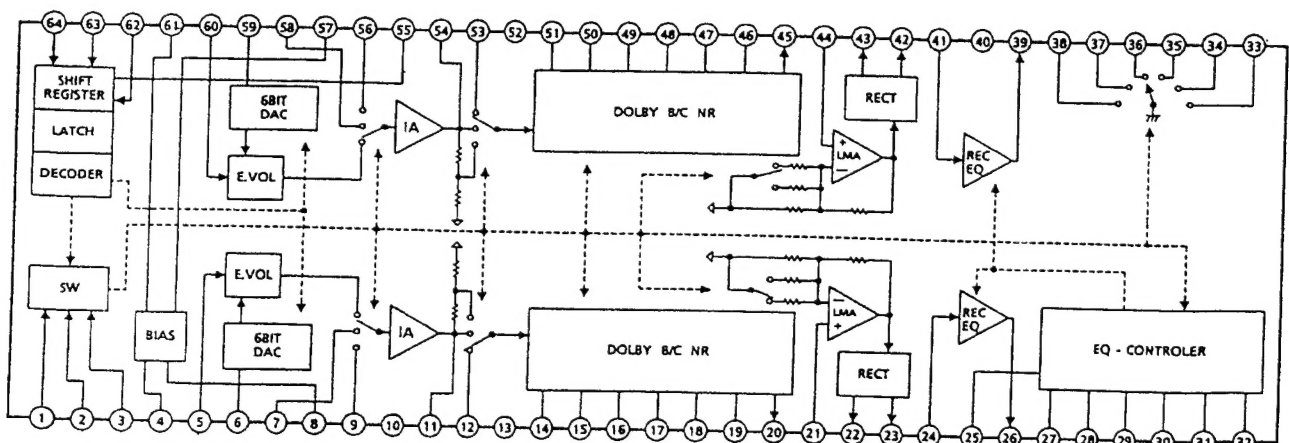 64 63 62 61 60 59 58 57 56 55 54 53 52 51 50 49 48 47 46 45 44 43 42 41 40 39 38 37 36 35 34 33
SHIFT
REGISTER
LATCH
DECODER
6BIT
DAC
E.VOL
IA
DOLBY B/C NR
RECT
+
LMA
−
REC
EQ
SW
BIAS
E.VOL
6BIT
DAC
IA
DOLBY B/C NR
−
LMA
+
RECT
REC
EQ
EQ - CONTROLER
1 2 3 4 5 6 7 8 9 10 11 12 13 14 15 16 17 18 19 20 21 22 23 24 25 26 27 28 29 30 31 32